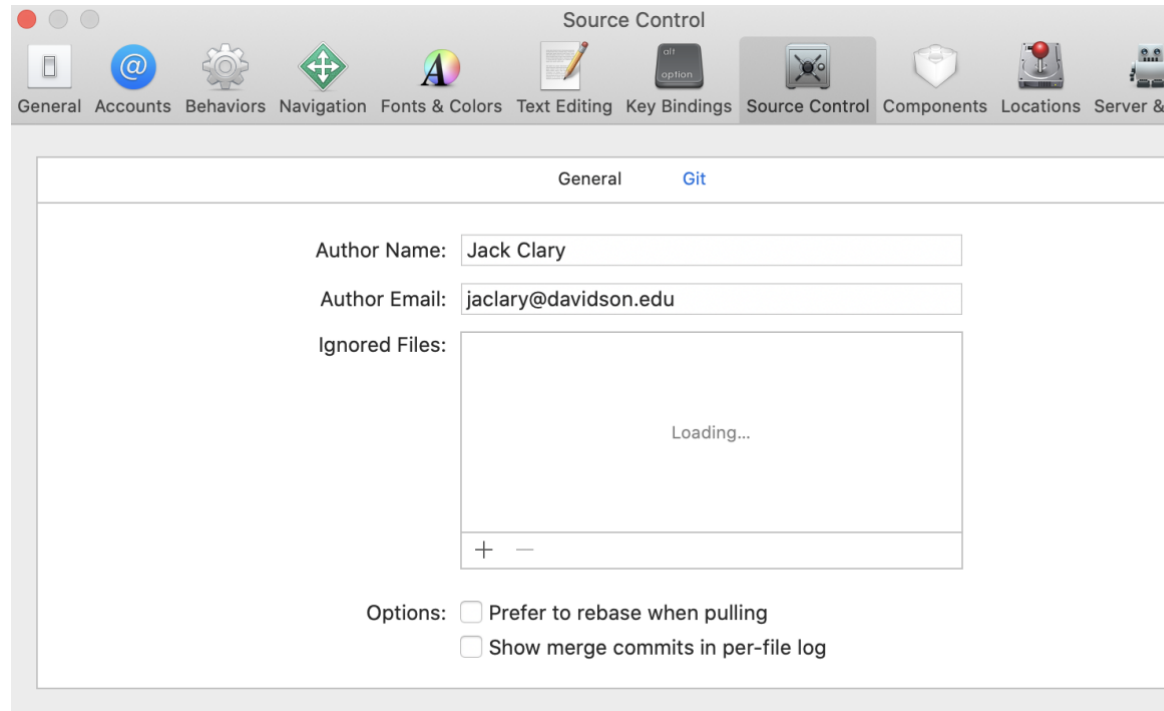 Source Control
alt
option
General Accounts Behaviors Navigation Fonts & Colors Text Editing Key Bindings Source Control Components Locations Server &
General Git
Author Name: Jack Clary
Author Email: jaclary@davidson.edu
Ignored Files:
Loading...
Options: Prefer to rebase when pulling
Show merge commits in per-file log